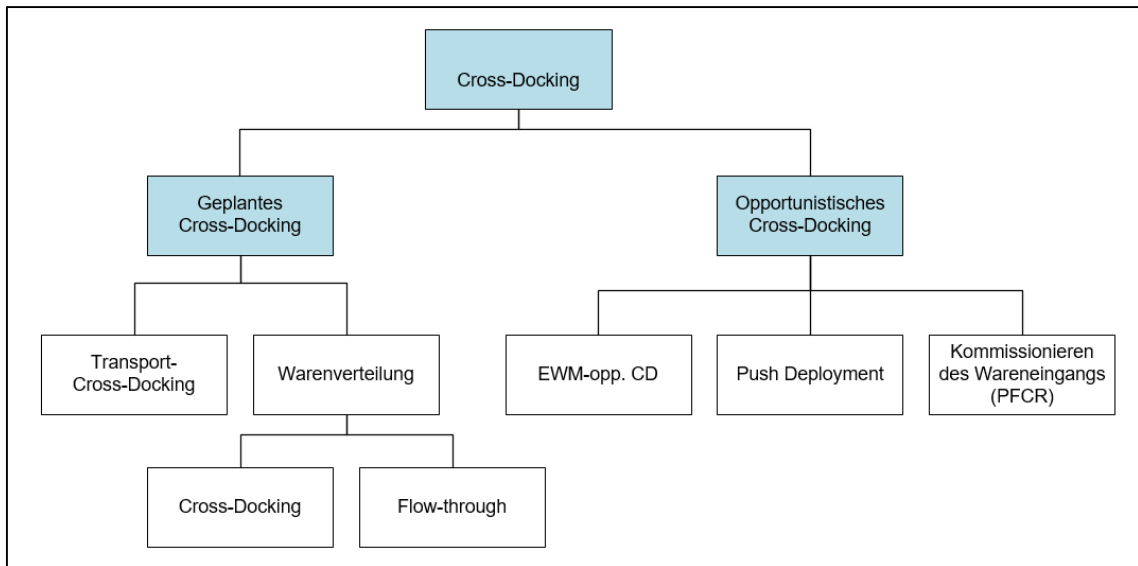 Cross-Docking
Geplantes
Cross-Docking
Opportunistisches
Cross-Docking
Transport-
Cross-Docking
Warenverteilung
EWM-opp. CD
Push Deployment
Kommissionieren
des Wareneingangs
(PFCR)
Cross-Docking
Flow-through